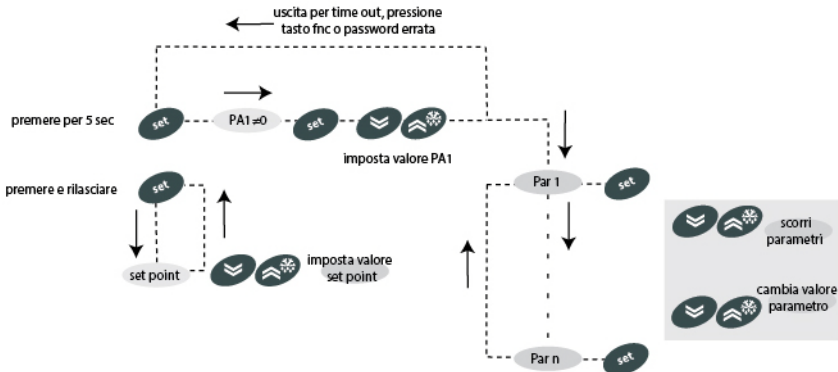 uscita per time out, pressione
tasto fnc o password errata
premere per 5 sec
set
PA1≠0
set
imposta valore PA1
premere e rilasciare
set
Par 1
set
set point
imposta valore
set point
scorri
parametri
cambia valore
parametro
Par n
set